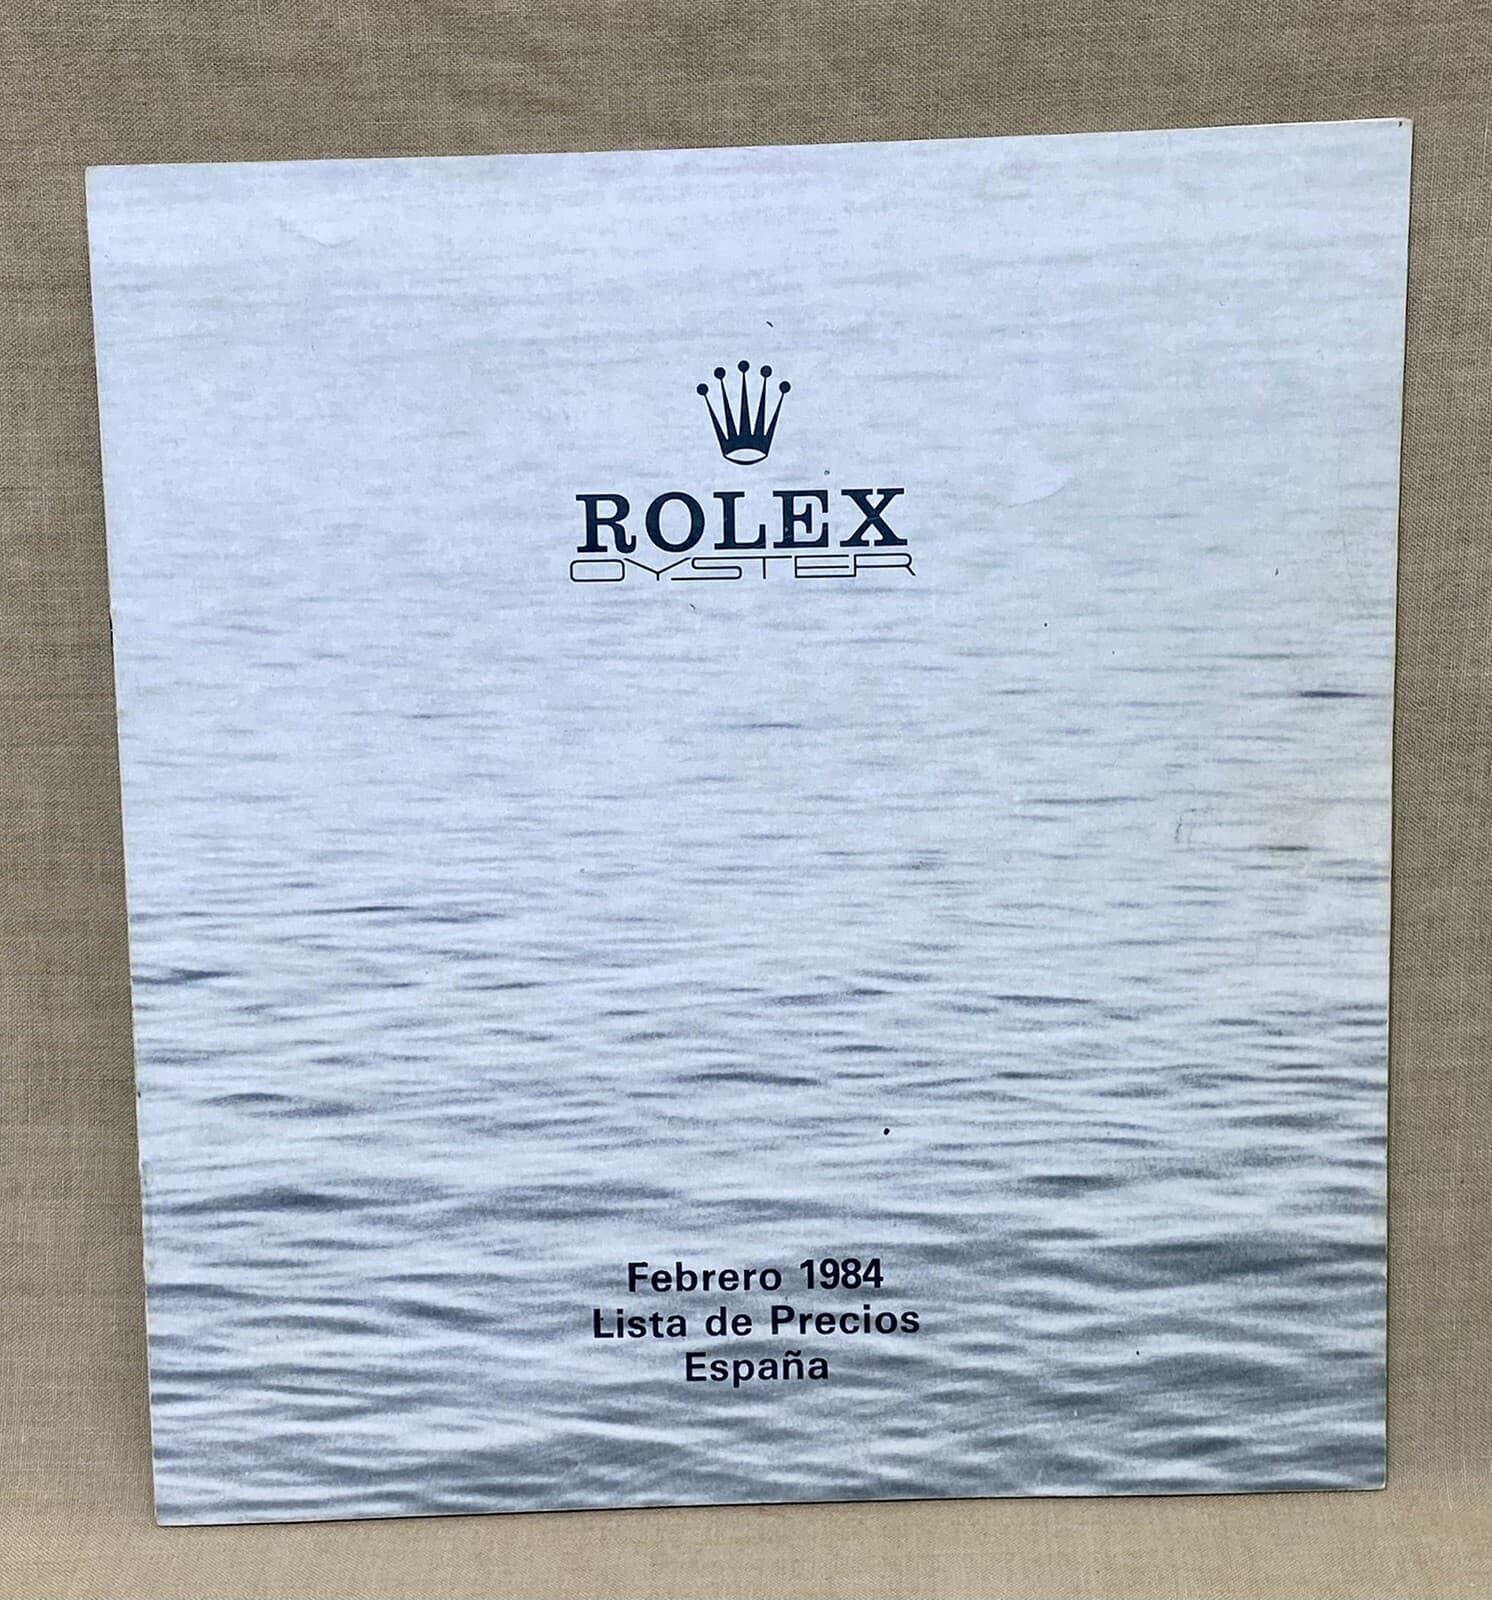 ROLEX
OYSTER
Febrero 1984
Lista de Precios
España